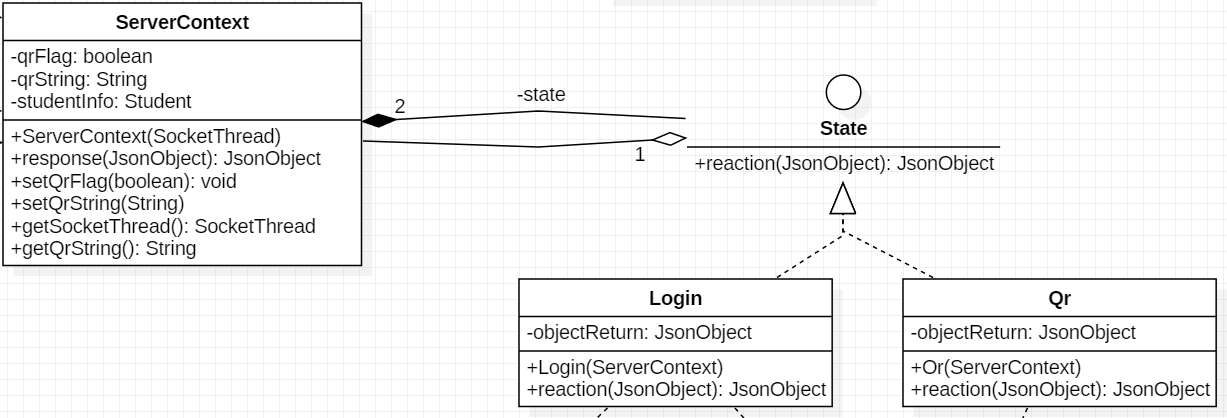 ServerContext
-qrFlag: boolean
-qrString: String
-studentInfo: Student
+ServerContext(SocketThread)
+response(JsonObject): JsonObject
+setQrFlag(boolean): void
+setQrString(String)
+getSocketThread(): SocketThread
+getQrString(): String
2
-state
1
State
+reaction(JsonObject): JsonObject
Login
-objectReturn: JsonObject
+Login(ServerContext)
+reaction(JsonObject): JsonObject
Qr
-objectReturn: JsonObject
+Or(ServerContext)
+reaction(JsonObject): JsonObject